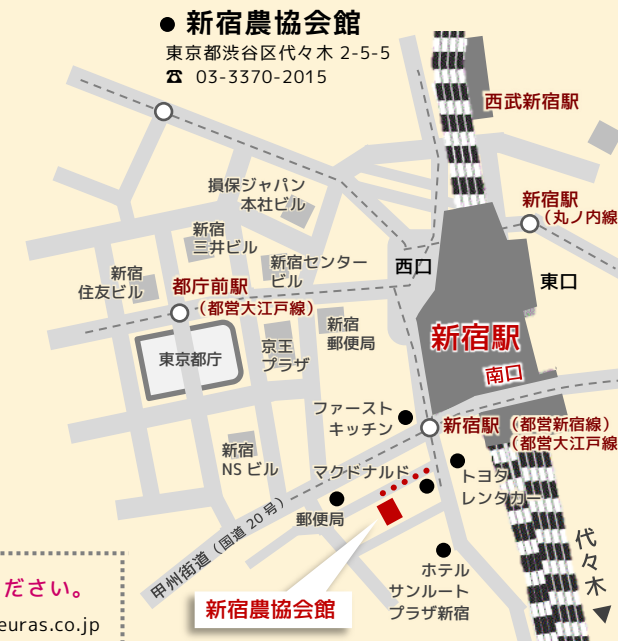 ● 新宿農協会館
東京都渋谷区代々木 2-5-5
☎ 03-3370-2015
西武新宿駅
損保ジャパン
本社ビル
新宿駅
（丸ノ内線
新宿
三井ビル
新宿センター
ビル
西口
東口
新宿
住友ビル
都庁前駅
（都営大江戸線）
新宿
郵便局
新宿駅
東京都庁
京王
プラザ
南口
ファースト
キッチン
新宿駅（都営新宿線）
（都営大江戸線
新宿
NS ビル
マクドナルド
トヨタ
レンタカー
郵便局
甲州街道（国道 20 号）
代々木
ホテル
サンルート
プラザ新宿
新宿農協会館
ださい。
euras.co.jp